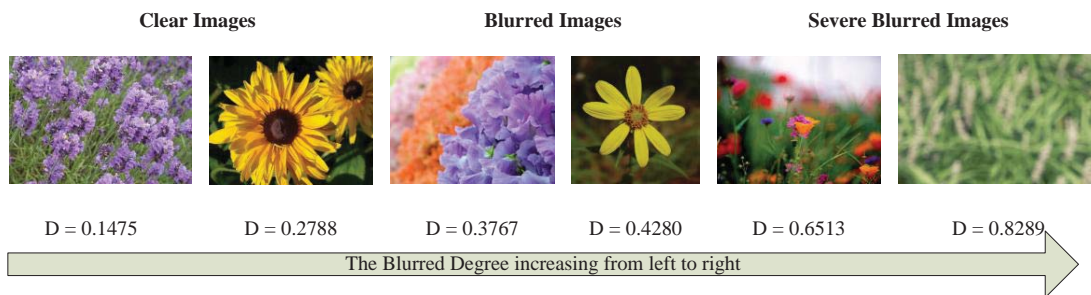 Clear Images
Blurred Images
Severe Blurred Images
D = 0.1475
D = 0.2788
D = 0.3767
D = 0.4280
D = 0.6513
D = 0.8289
The Blurred Degree increasing from left to right